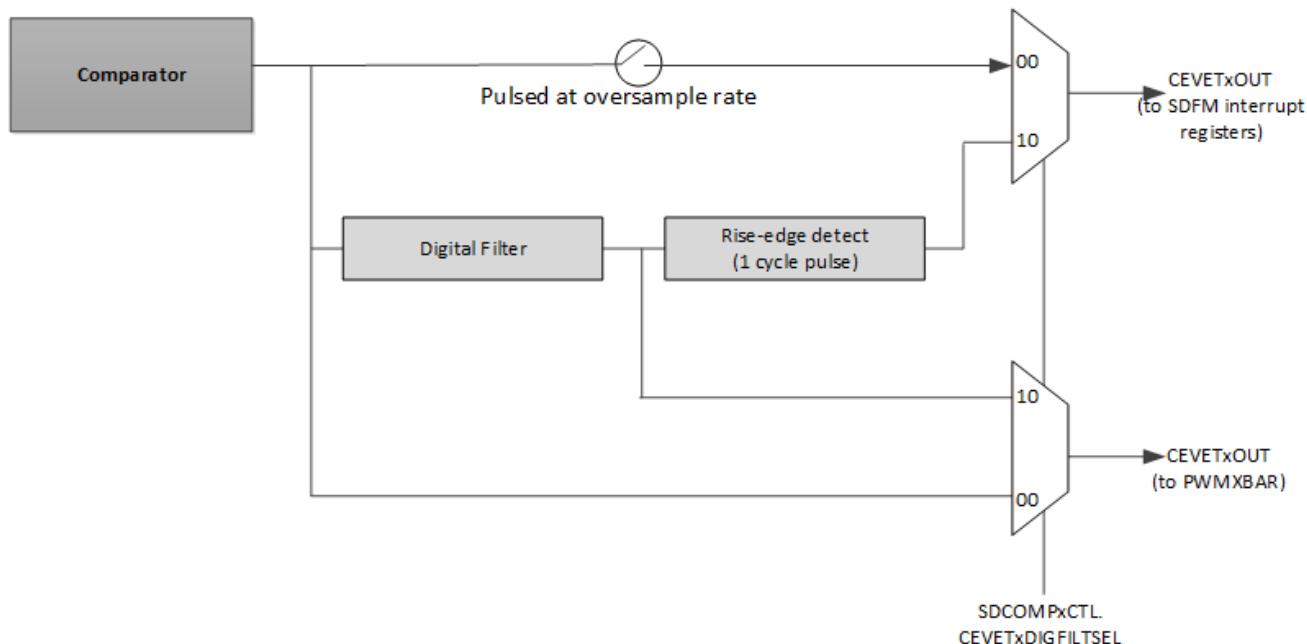 Comparator
Pulsed at oversample rate
00
10
CEVETxOUT
(to SDFM interrupt
registers)
Digital Filter
Rise-edge detect
(1 cycle pulse)
10
00
CEVETxOUT
(to PWMXBAR)
SDCOMPxCTL.
CEVETxDIGFILTSEL